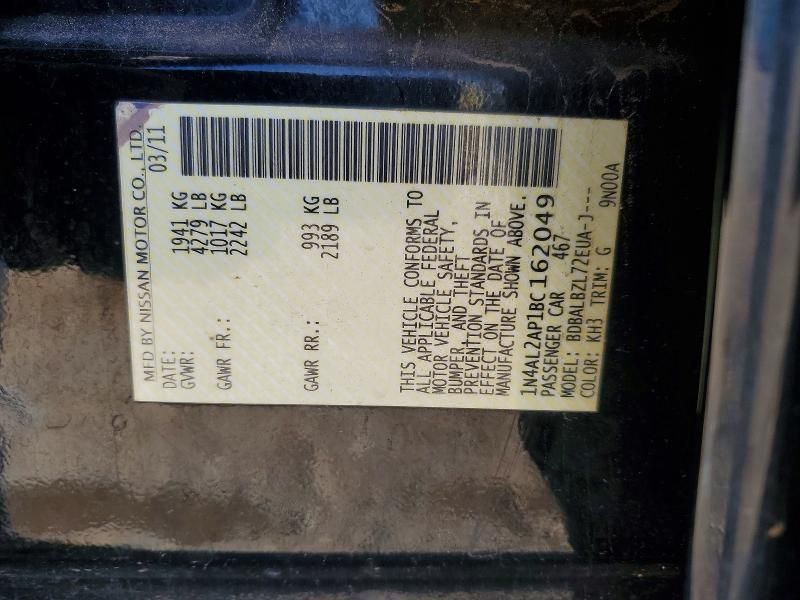 MFD BY NISSAN MOTOR CO., LTD.
DATE: 03/11
GVWR: 1941 KG
4279 LB
GAWR FR.: 1017 KG
2242 LB
GAWR RR.: 993 KG
2189 LB
THIS VEHICLE CONFORMS TO
ALL APPLICABLE FEDERAL
MOTOR VEHICLE SAFETY,
BUMPER, AND THEFT
PREVENTION STANDARDS IN
EFFECT ON THE DATE OF
MANUFACTURE SHOWN ABOVE.
1N4AL2AP1BC162049
PASSENGER CAR 467
MODEL: BDBALBZL72EUA-J---
COLOR: KH3 TRIM: G 9N00A